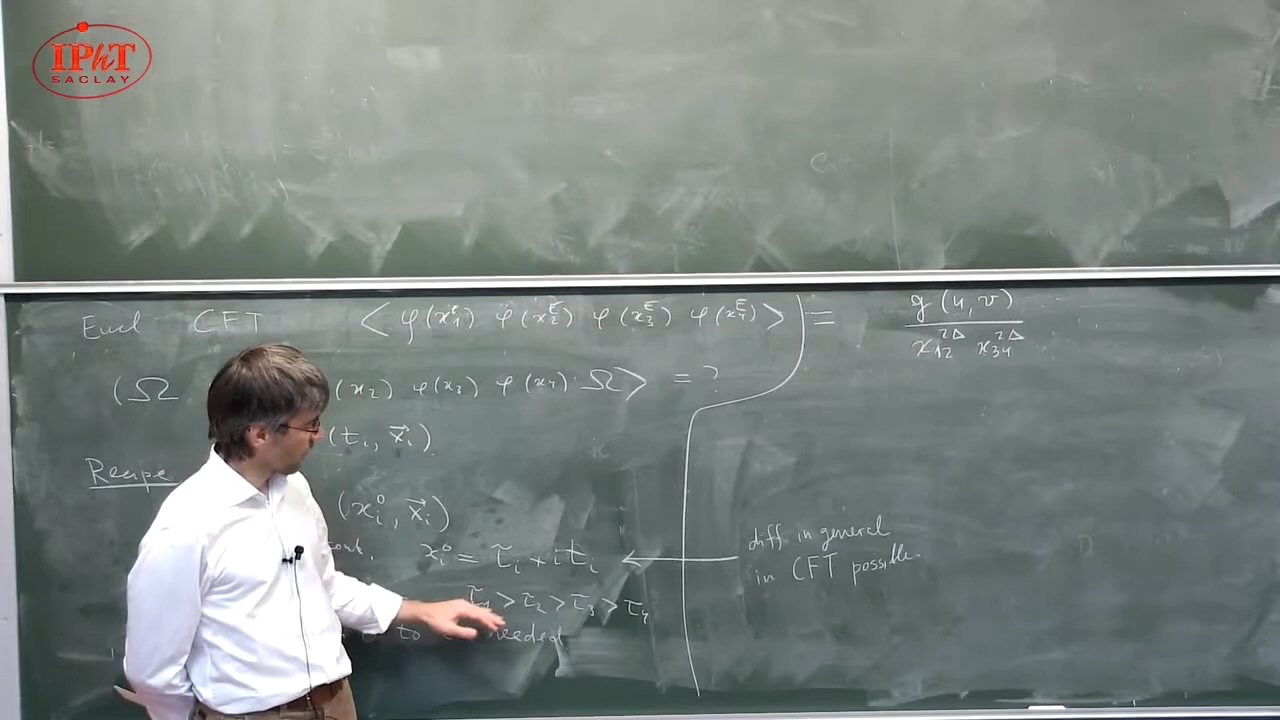 IPhT
SACLAY
Eucl CFT ⟨ φ(x₁ᴱ) φ(x₂ᴱ) φ(x₃ᴱ) φ(x₄ᴱ) ⟩ = g(u,v) / x₁₂^{2Δ} x₃₄^{2Δ}
(Ω (x₂) φ(x₃) φ(x₄) Ω⟩ = ?
(tᵢ, x⃗ᵢ)
Recipe
(xᵢ⁰, x⃗ᵢ)
xᵢ⁰ = τᵢ + i tᵢ ← diff. in general
in CFT possible
τ₁ > τ₂ > τ₃ > τ₄
to needed